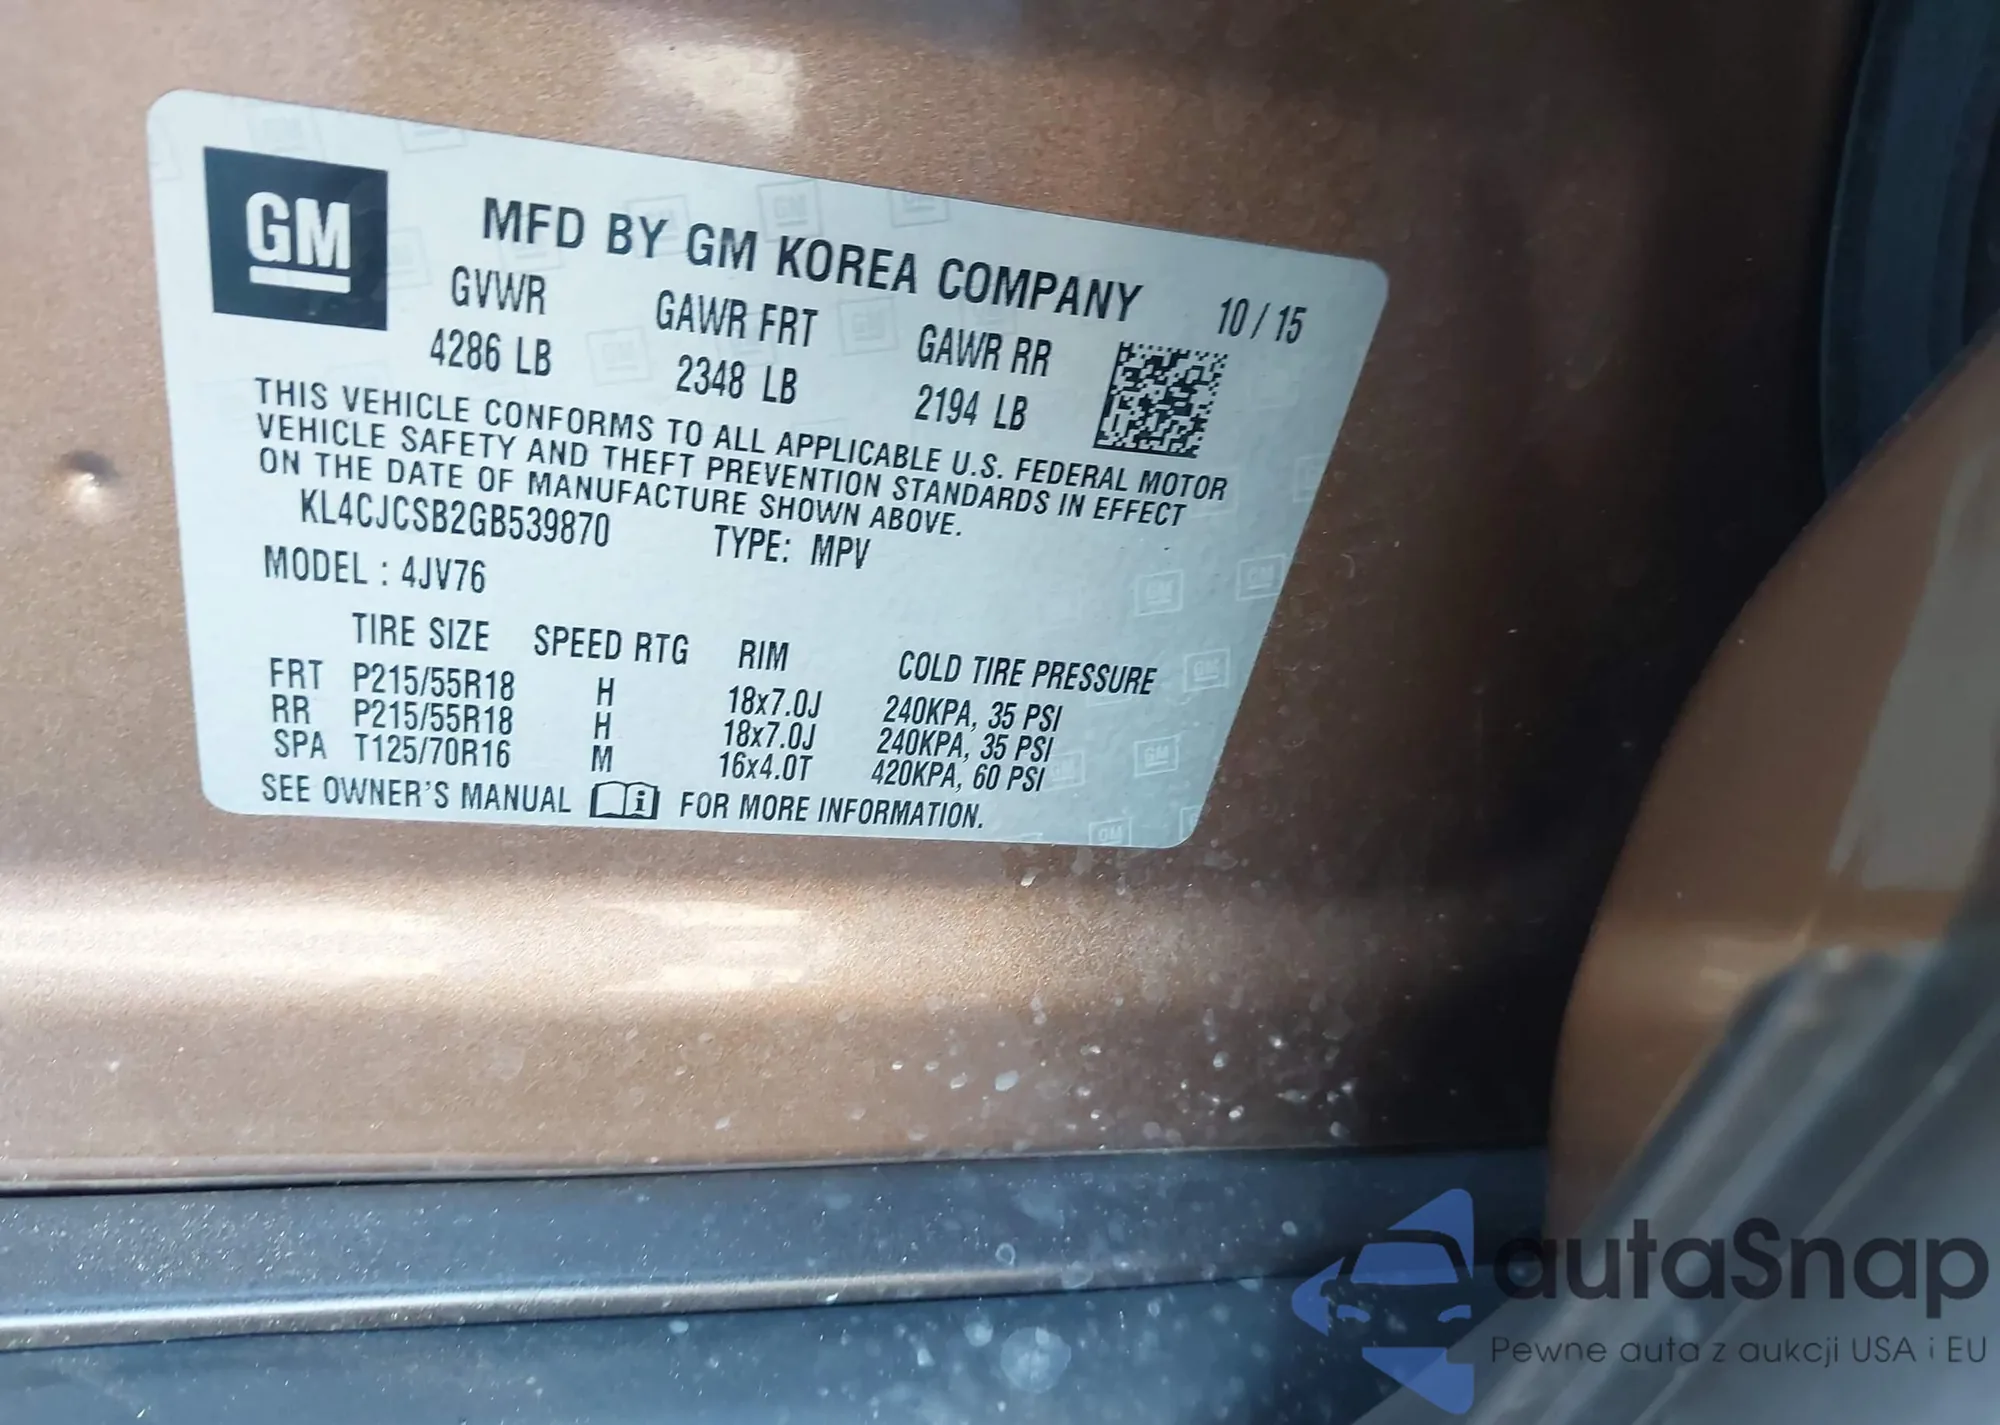 GM
MFD BY GM KOREA COMPANY 10 / 15
GVWR GAWR FRT GAWR RR
4286 LB 2348 LB 2194 LB
THIS VEHICLE CONFORMS TO ALL APPLICABLE U.S. FEDERAL MOTOR
VEHICLE SAFETY AND THEFT PREVENTION STANDARDS IN EFFECT
ON THE DATE OF MANUFACTURE SHOWN ABOVE.
KL4CJCSB2GB539870 TYPE: MPV
MODEL : 4JV76
TIRE SIZE SPEED RTG RIM COLD TIRE PRESSURE
FRT P215/55R18 H 18x7.0J 240KPA, 35 PSI
RR P215/55R18 H 18x7.0J 240KPA, 35 PSI
SPA T125/70R16 M 16x4.0T 420KPA, 60 PSI
SEE OWNER'S MANUAL i FOR MORE INFORMATION.
autaSnap
Pewne auta z aukcji USA i EU